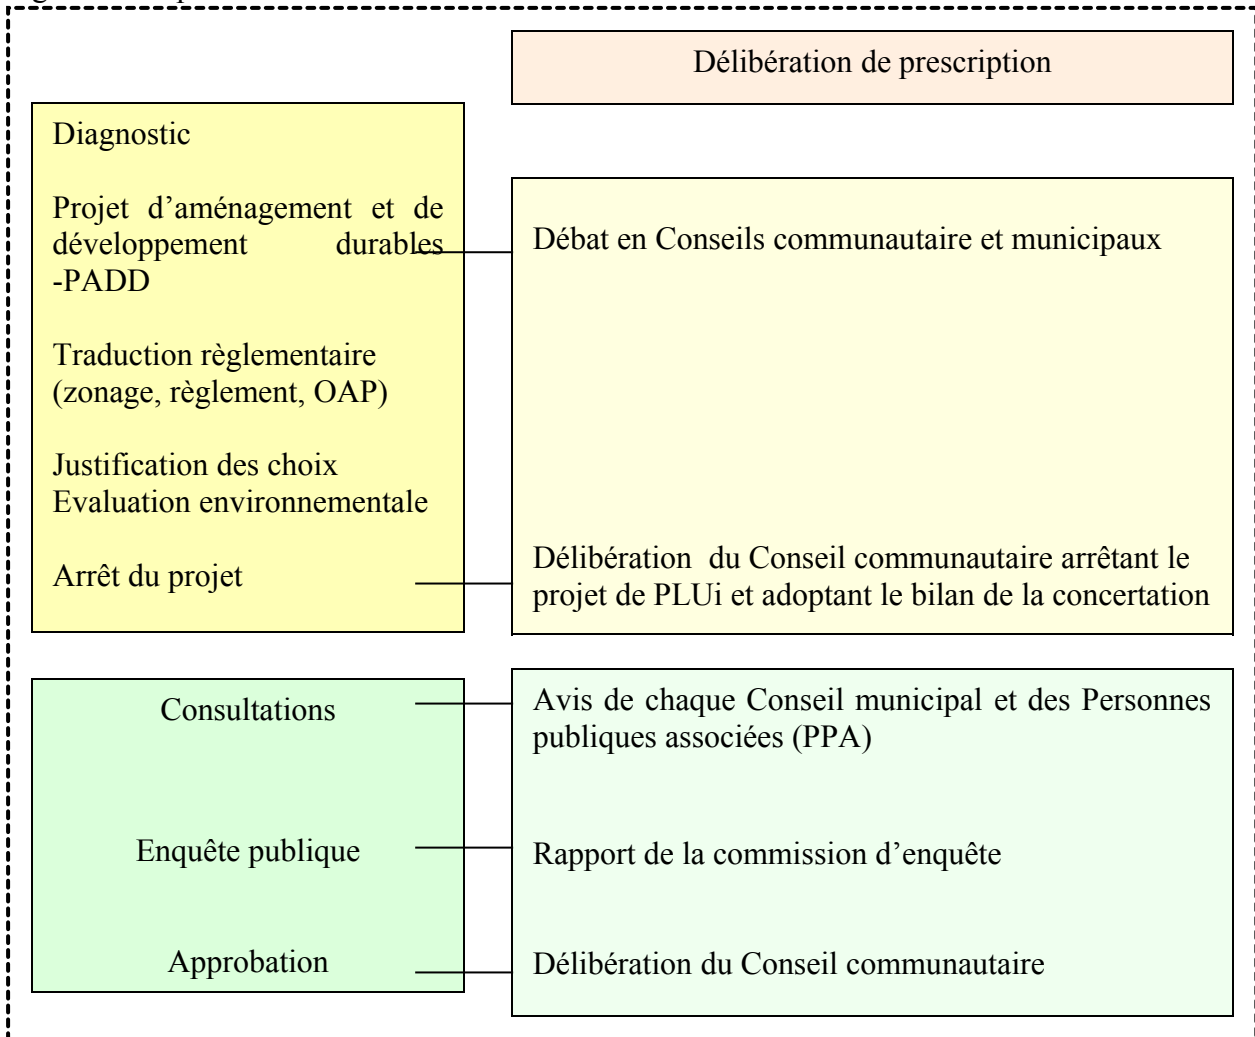 Délibération de prescription
Diagnostic
Projet d’aménagement et de
développement durables
-PADD
Débat en Conseils communautaire et municipaux
Traduction règlementaire
(zonage, règlement, OAP)
Justification des choix
Evaluation environnementale
Arrêt du projet
Délibération du Conseil communautaire arrêtant le
projet de PLUi et adoptant le bilan de la concertation
Consultations
Avis de chaque Conseil municipal et des Personnes
publiques associées (PPA)
Enquête publique
Rapport de la commission d’enquête
Approbation
Délibération du Conseil communautaire